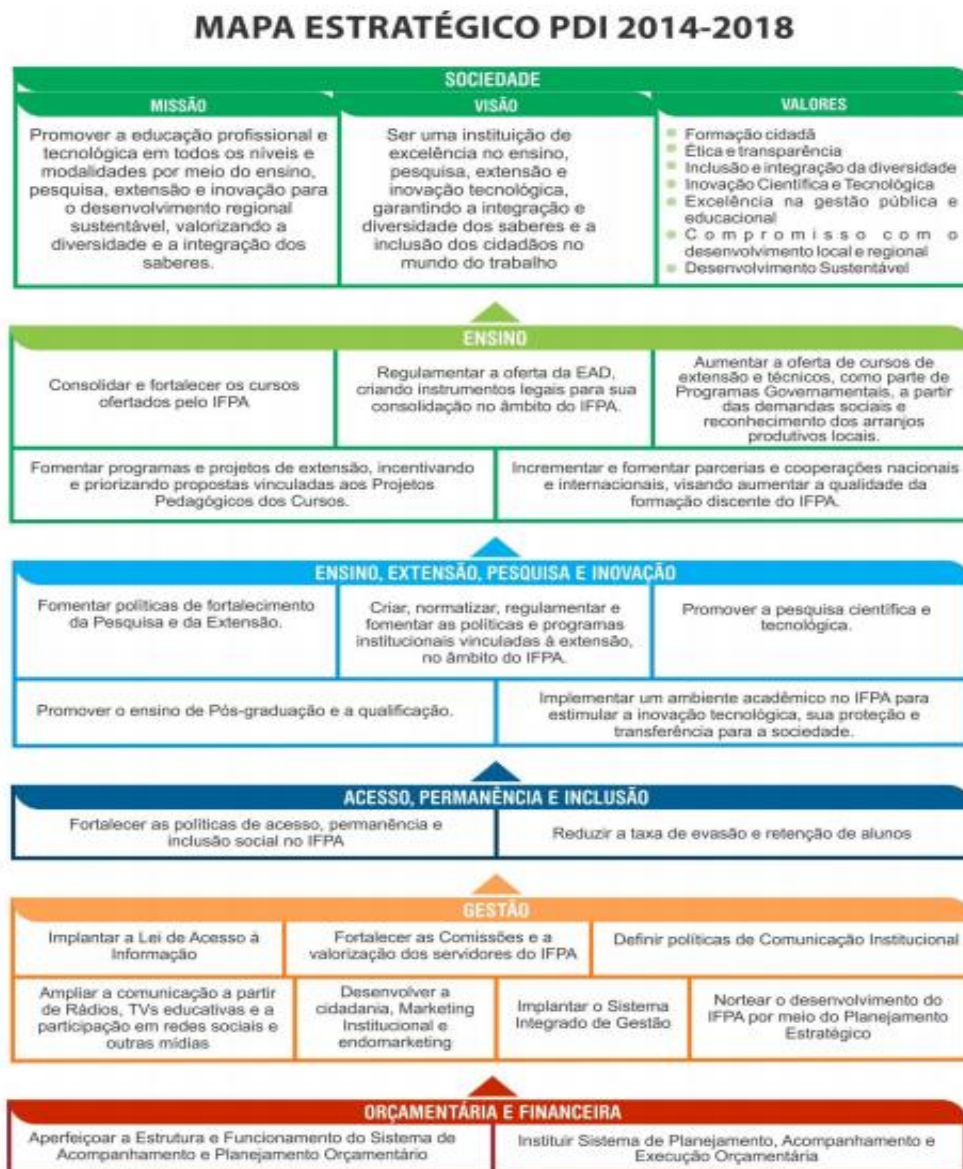 MAPA ESTRATÉGICO PDI 2014-2018
SOCIEDADE
MISSÃO
Promover a educação profissional e
tecnológica em todos os níveis e
modalidades por meio do ensino,
pesquisa, extensão e inovação para
o desenvolvimento regional
sustentável, valorizando a
diversidade e a integração dos
saberes.
VISÃO
Ser uma instituição de
excelência no ensino,
pesquisa, extensão e
inovação tecnológica,
garantindo a integração e
diversidade dos saberes e a
inclusão dos cidadãos no
mundo do trabalho
VALORES
Formação cidadã
Ética e transparência
Inclusão e integração da diversidade
Inovação Científica e Tecnológica
Excelência na gestão pública e
educacional
Compromisso com o
desenvolvimento local e regional
Desenvolvimento Sustentável
ENSINO
Consolidar e fortalecer os cursos
ofertados pelo IFPA
Regulamentar a oferta da EAD,
criando instrumentos legais para sua
consolidação no âmbito do IFPA.
Aumentar a oferta de cursos de
extensão e técnicos, como parte de
Programas Governamentais, a partir
das demandas sociais e
reconhecimento dos arranjos
produtivos locais.
Fomentar programas e projetos de extensão, incentivando
e priorizando propostas vinculadas aos Projetos
Pedagógicos dos Cursos.
Incrementar e fomentar parcerias e cooperações nacionais
e internacionais, visando aumentar a qualidade da
formação discente do IFPA.
ENSINO, EXTENSÃO, PESQUISA E INOVAÇÃO
Fomentar políticas de fortalecimento
da Pesquisa e da Extensão.
Criar, normatizar, regulamentar e
fomentar as políticas e programas
institucionais vinculadas à extensão,
no âmbito do IFPA.
Promover a pesquisa científica e
tecnológica.
Promover o ensino de Pós-graduação e a qualificação.
Implementar um ambiente acadêmico no IFPA para
estimular a inovação tecnológica, sua proteção e
transferência para a sociedade.
ACESSO, PERMANÊNCIA E INCLUSÃO
Fortalecer as políticas de acesso, permanência e
inclusão social no IFPA
Reduzir a taxa de evasão e retenção de alunos
GESTÃO
Implantar a Lei de Acesso à
Informação
Fortalecer as Comissões e a
valorização dos servidores do IFPA
Definir políticas de Comunicação Institucional
Ampliar a comunicação a partir
de Rádios, TVs educativas e a
participação em redes sociais e
outras mídias
Desenvolver a
cidadania, Marketing
Institucional e
endomarketing
Implantar o Sistema
Integrado de Gestão
Nortear o desenvolvimento do
IFPA por meio do Planejamento
Estratégico
ORÇAMENTÁRIA E FINANCEIRA
Aperfeiçoar a Estrutura e Funcionamento do Sistema de
Acompanhamento e Planejamento Orçamentário
Instituir Sistema de Planejamento, Acompanhamento e
Execução Orçamentária